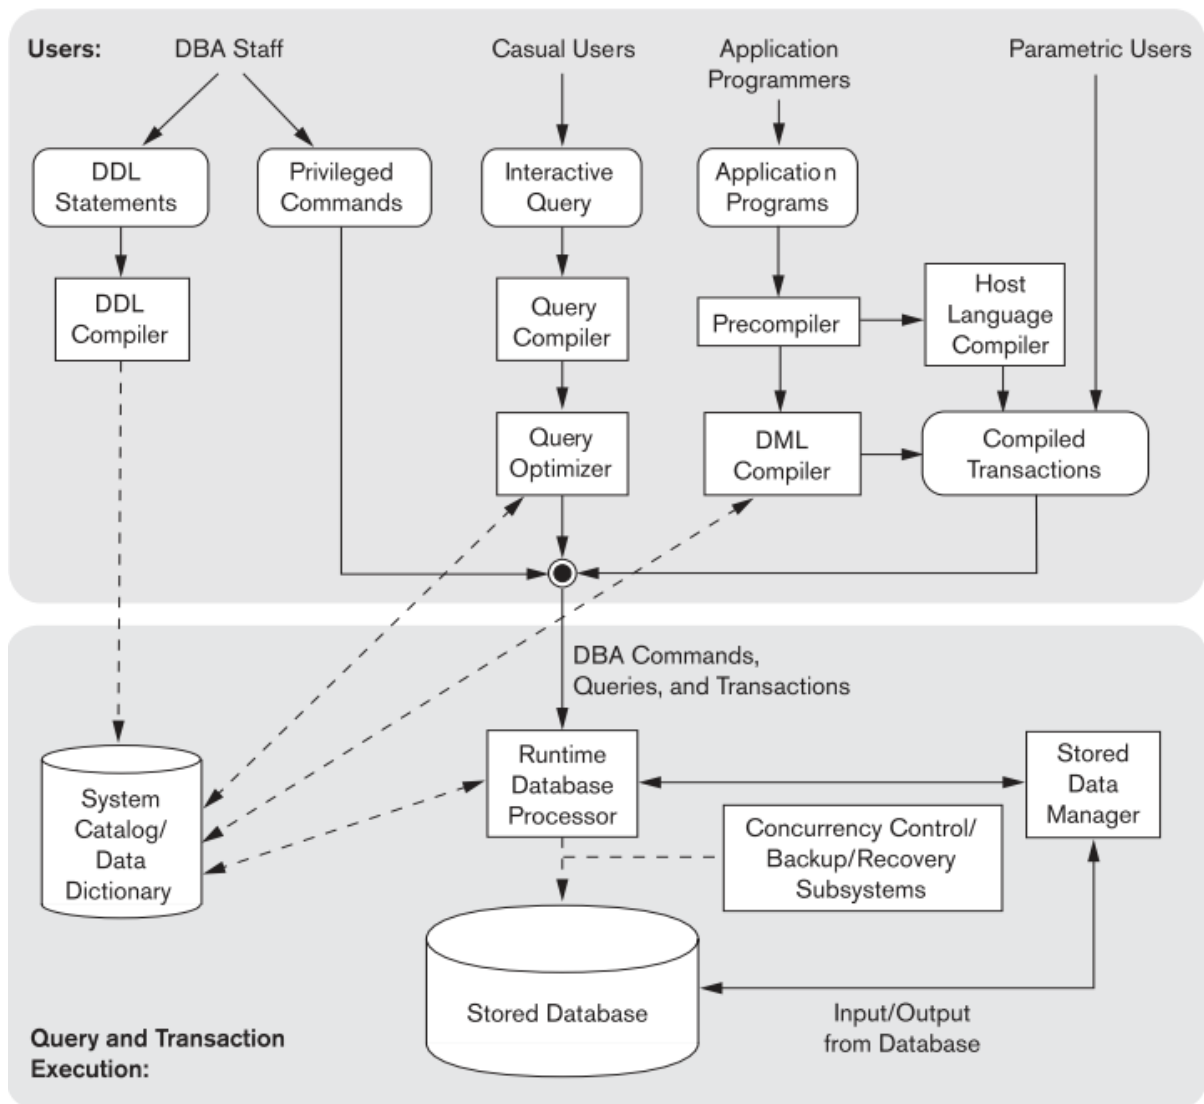 Users:
DBA Staff
Casual Users
Application
Programmers
Parametric Users
DDL
Statements
Privileged
Commands
Interactive
Query
Application
Programs
DDL
Compiler
Query
Compiler
Precompiler
Host
Language
Compiler
Query
Optimizer
DML
Compiler
Compiled
Transactions
DBA Commands,
Queries, and Transactions
System
Catalog/
Data
Dictionary
Runtime
Database
Processor
Stored
Data
Manager
Concurrency Control/
Backup/Recovery
Subsystems
Stored Database
Input/Output
from Database
Query and Transaction
Execution: